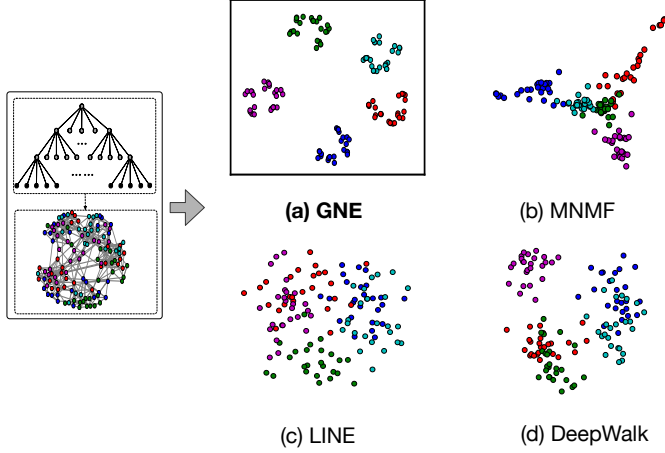 ...
... ...
(a) GNE
(b) MNMF
(c) LINE
(d) DeepWalk